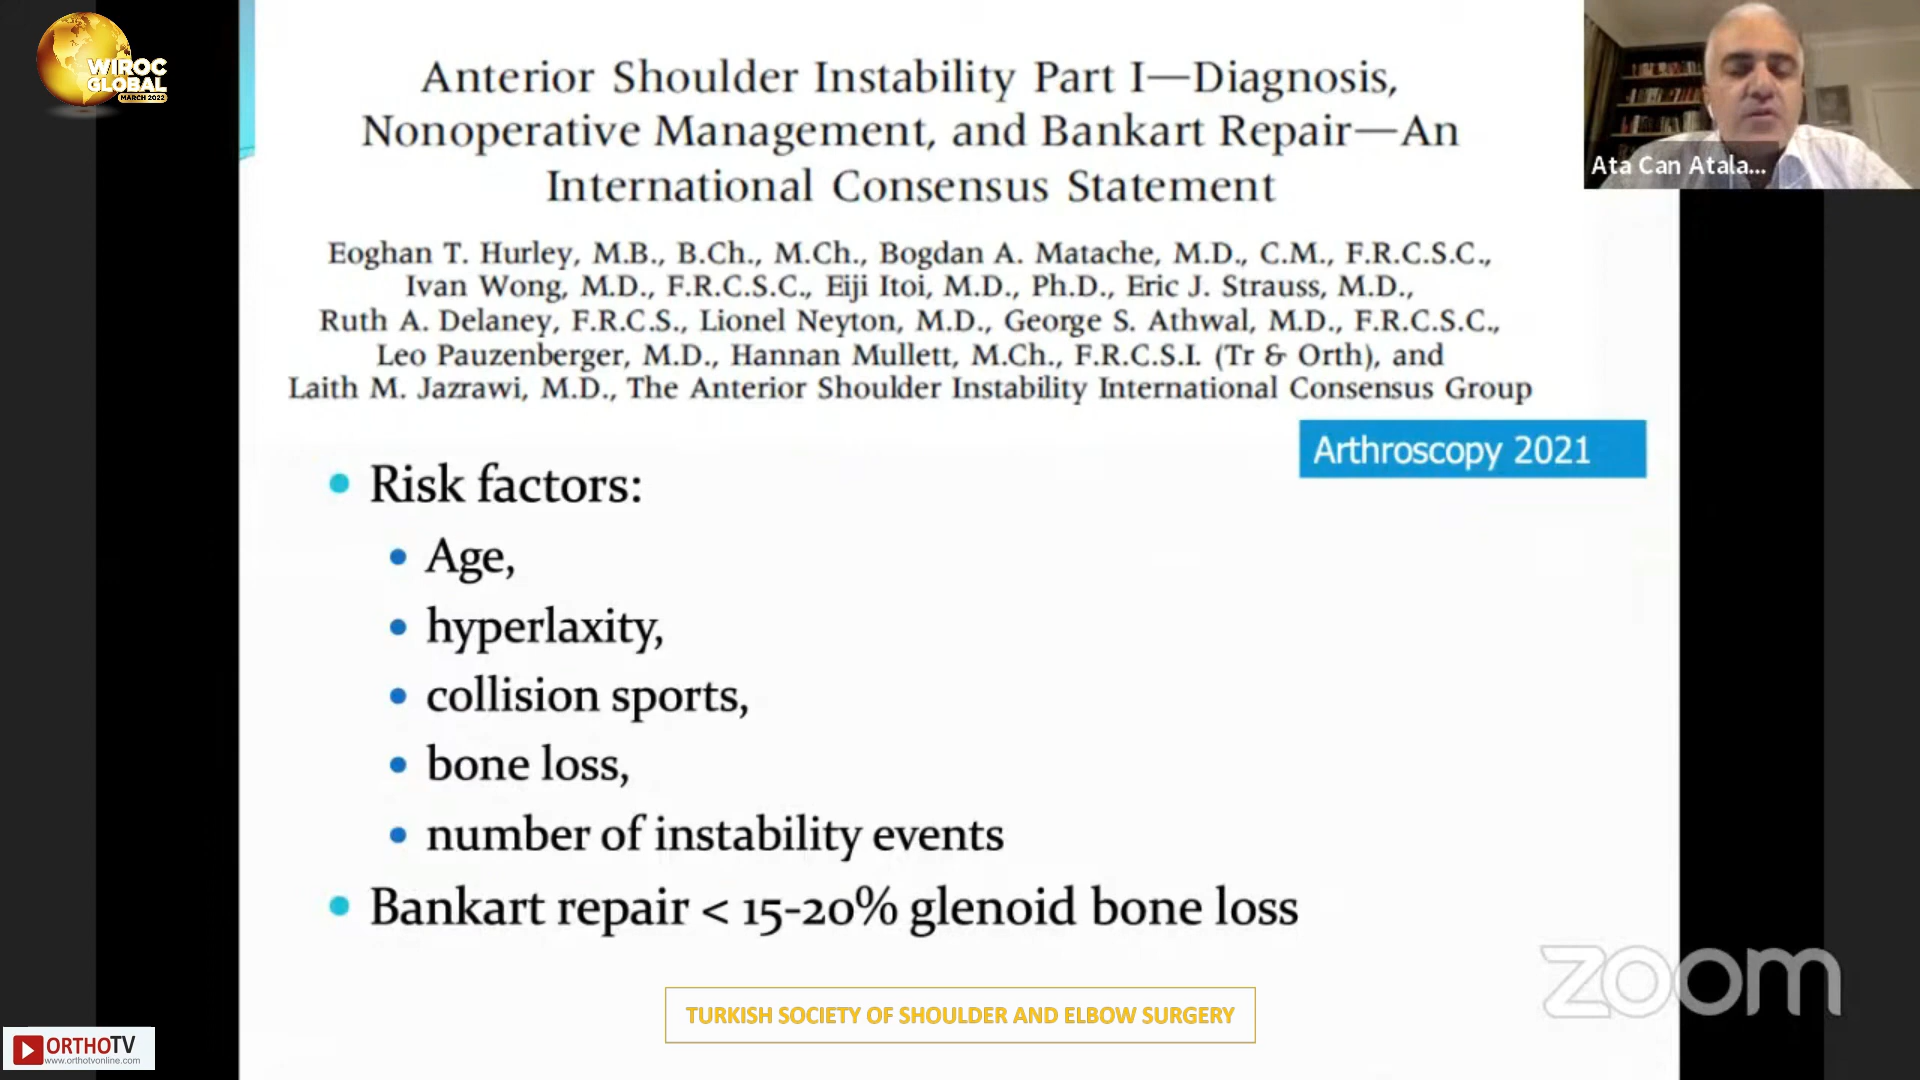 WIROC
GLOBAL
MARCH 2022
Anterior Shoulder Instability Part I—Diagnosis,
Nonoperative Management, and Bankart Repair—An
International Consensus Statement
Ata Can Atala...
Eoghan T. Hurley, M.B., B.Ch., M.Ch., Bogdan A. Matache, M.D., C.M., F.R.C.S.C.,
Ivan Wong, M.D., F.R.C.S.C., Eiji Itoi, M.D., Ph.D., Eric J. Strauss, M.D.,
Ruth A. Delaney, F.R.C.S., Lionel Neyton, M.D., George S. Athwal, M.D., F.R.C.S.C.,
Leo Pauzenberger, M.D., Hannan Mullett, M.Ch., F.R.C.S.I. (Tr & Orth), and
Laith M. Jazrawi, M.D., The Anterior Shoulder Instability International Consensus Group
Arthroscopy 2021
• Risk factors:
• Age,
• hyperlaxity,
• collision sports,
• bone loss,
• number of instability events
• Bankart repair < 15-20% glenoid bone loss
zoom
TURKISH SOCIETY OF SHOULDER AND ELBOW SURGERY
ORTHOTV
www.orthotvonline.com